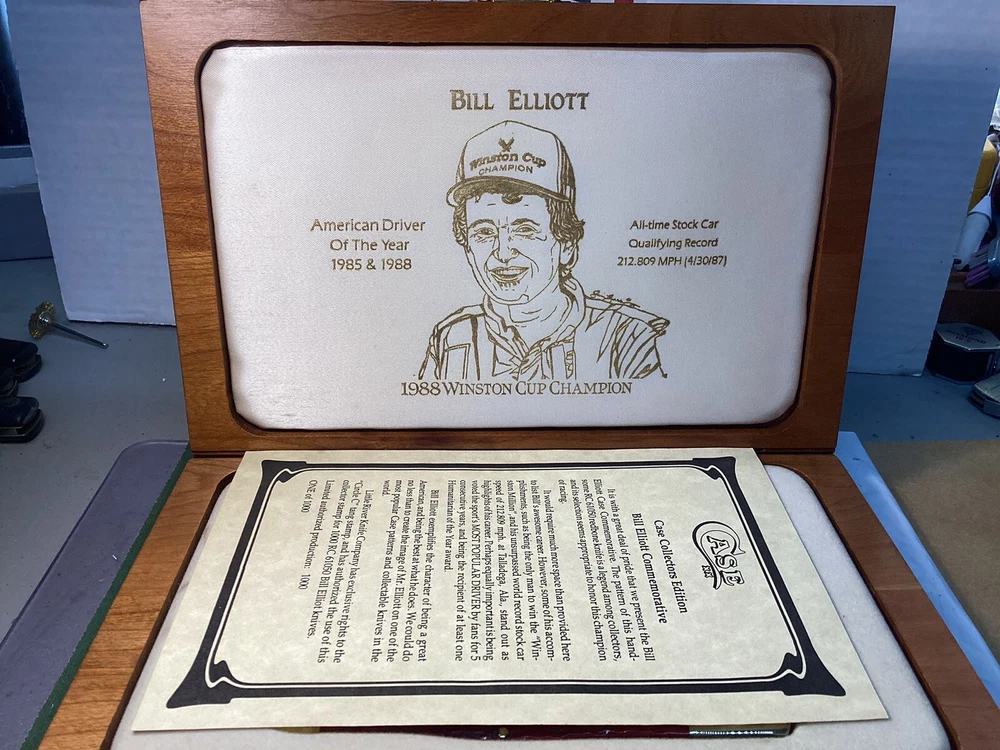 BILL ELLIOTT
Winston Cup
CHAMPION
American Driver
Of The Year
1985 & 1988
All-time Stock Car
Qualifying Record
212.809 MPH (4/30/87)
1988 WINSTON CUP CHAMPION
CASE
XX
Case Collectors Edition
Bill Elliott Commemorative
It is with a great deal of pride that we present the Bill
Elliott Case Commemorative. The pattern of this hand-
some RC61050 redbone knife is a legend among collectors,
and its selection seems appropriate to honor this champion
of racing.
It would require much more space than provided here
to list Bill's awesome career. However, some of his accom-
plishments, such as being the only man to win the "Win-
ston Million", and his unsurpassed world record stock car
speed of 212.809 mph. at Talladega, Ala., stand out as
highlights of his career. Perhaps equally important is being
voted the sport's MOST POPULAR DRIVER by fans for 5
consecutive years, and being the recipient of at least one
Humanitarian of the Year award.
Bill Elliott exemplifies the character of being a great
American, and being the best at what he does. We could do
no less than to create the image of Mr. Elliott on one of the
most popular Case patterns and collectable knives in the
world.
Little River Knife Company has exclusive rights to the
"Circle C" tang stamp, and has authorized the use of this
collector stamp for 1000 RC 61050 Bill Elliot knives.
Limited authorized production: 1000
ONE of 1000